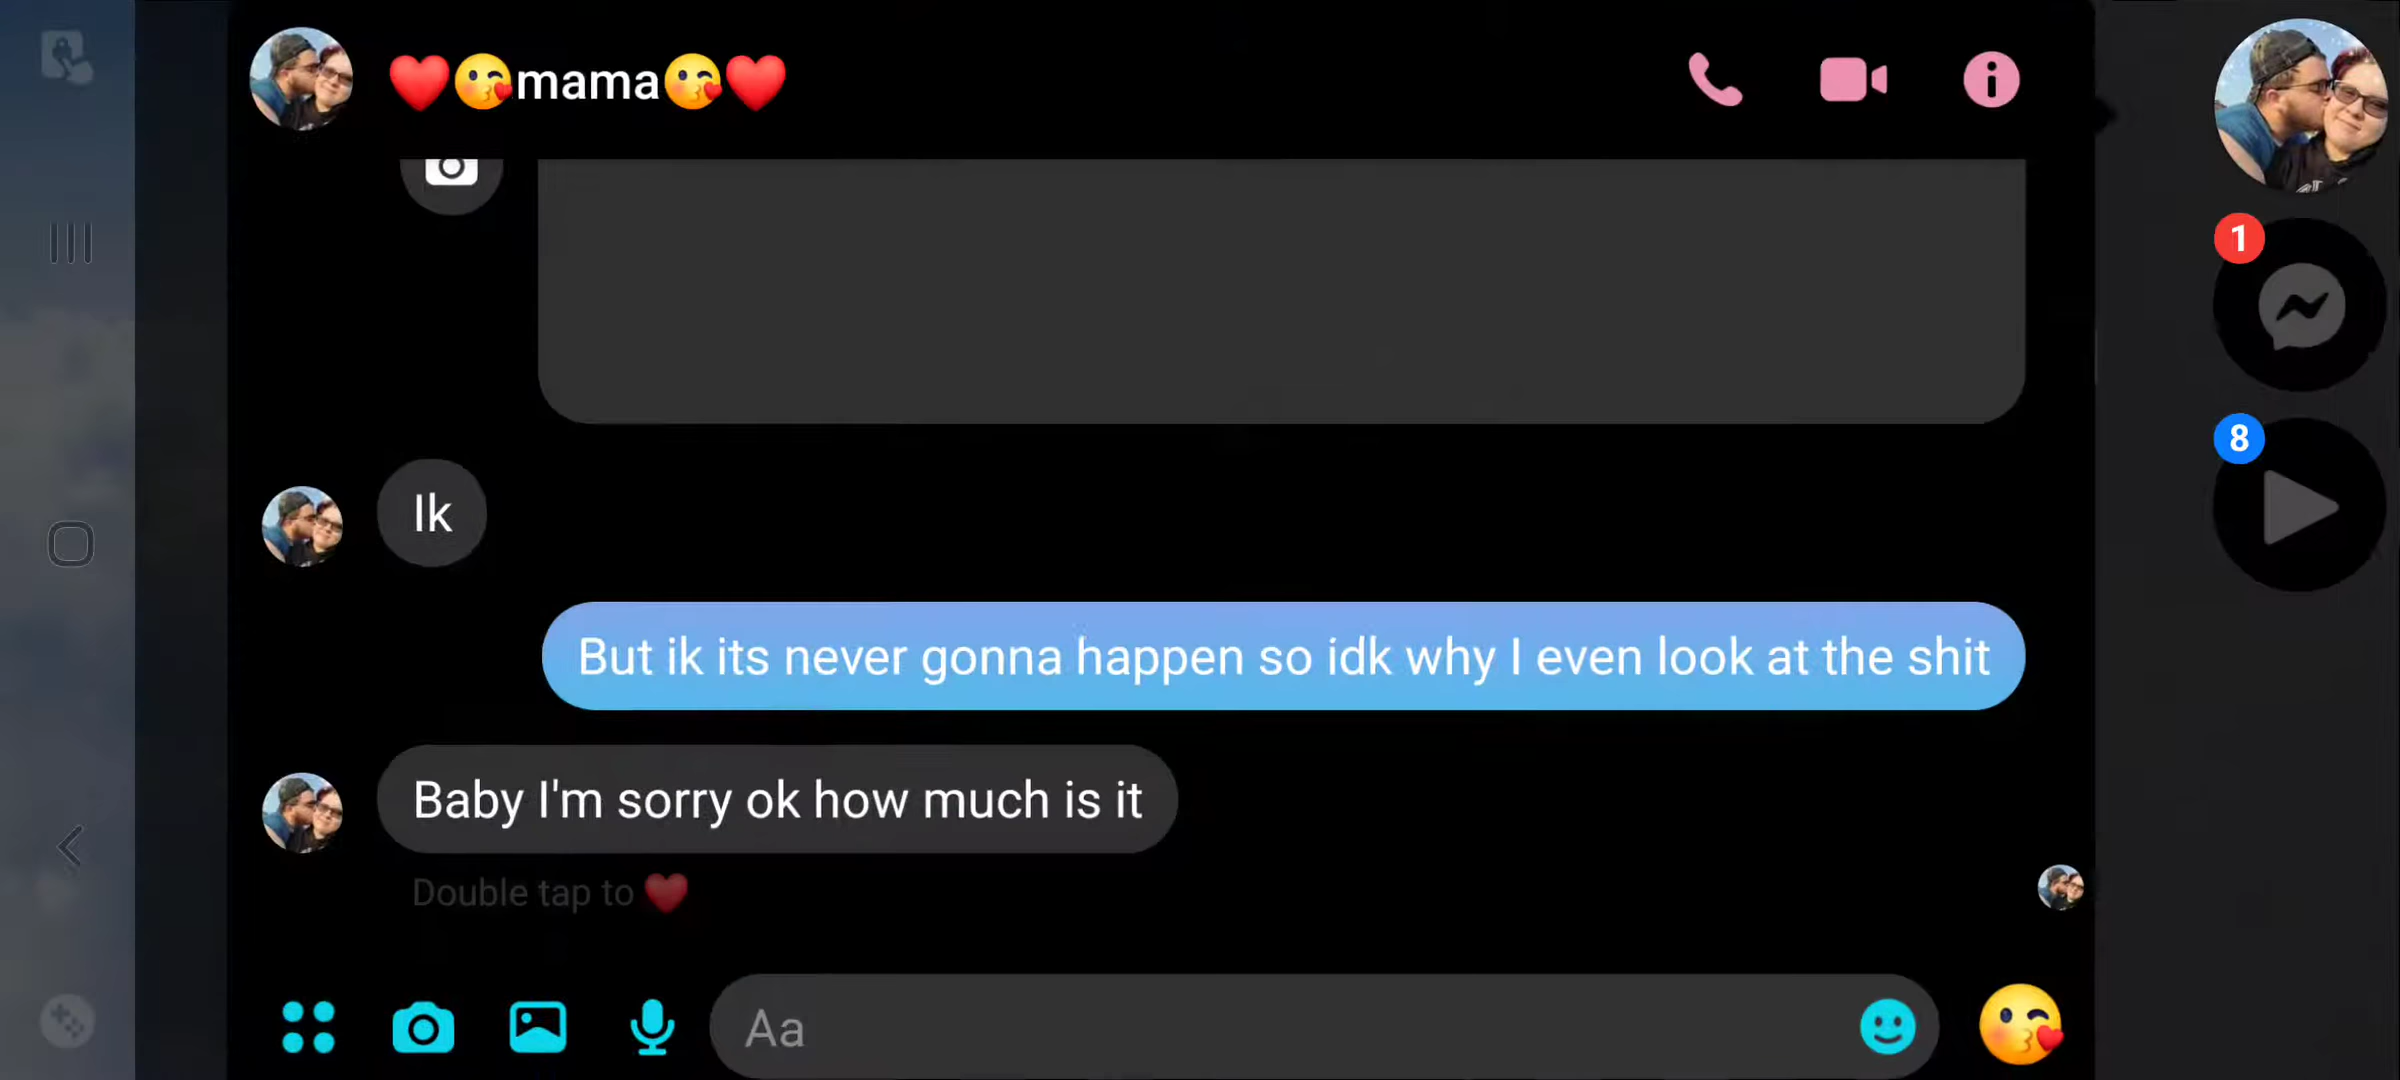 ❤️😘mama😘❤️
1
8
Ik
But ik its never gonna happen so idk why I even look at the shit
Baby I'm sorry ok how much is it
Double tap to ❤️
Aa